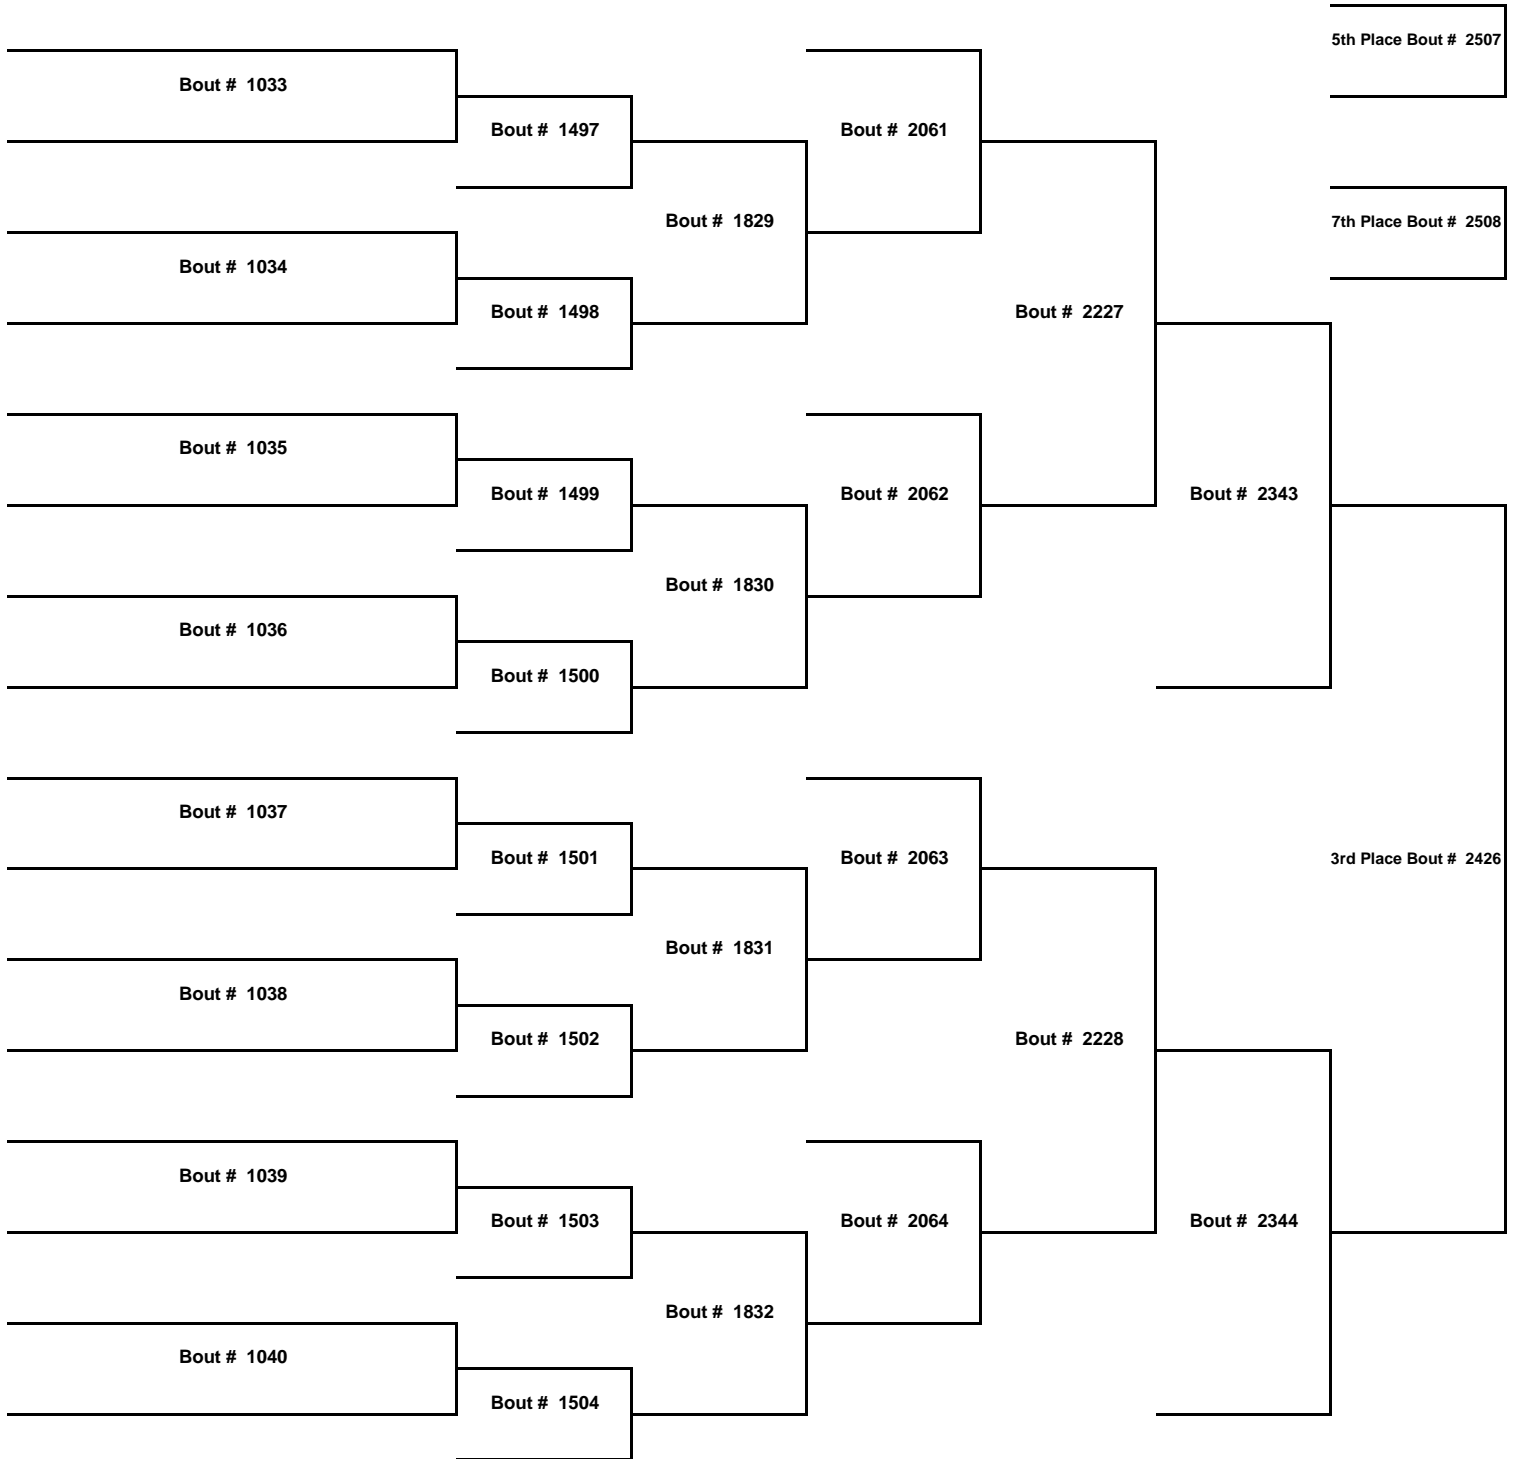 5th Place Bout #  2507
Bout #  1033
Bout #  1497
Bout #  2061
Bout #  1829
7th Place Bout #  2508
Bout #  1034
Bout #  1498
Bout #  2227
Bout #  1035
Bout #  1499
Bout #  2062
Bout #  2343
Bout #  1830
Bout #  1036
Bout #  1500
Bout #  1037
Bout #  1501
Bout #  2063
3rd Place Bout #  2426
Bout #  1831
Bout #  1038
Bout #  1502
Bout #  2228
Bout #  1039
Bout #  1503
Bout #  2064
Bout #  2344
Bout #  1832
Bout #  1040
Bout #  1504